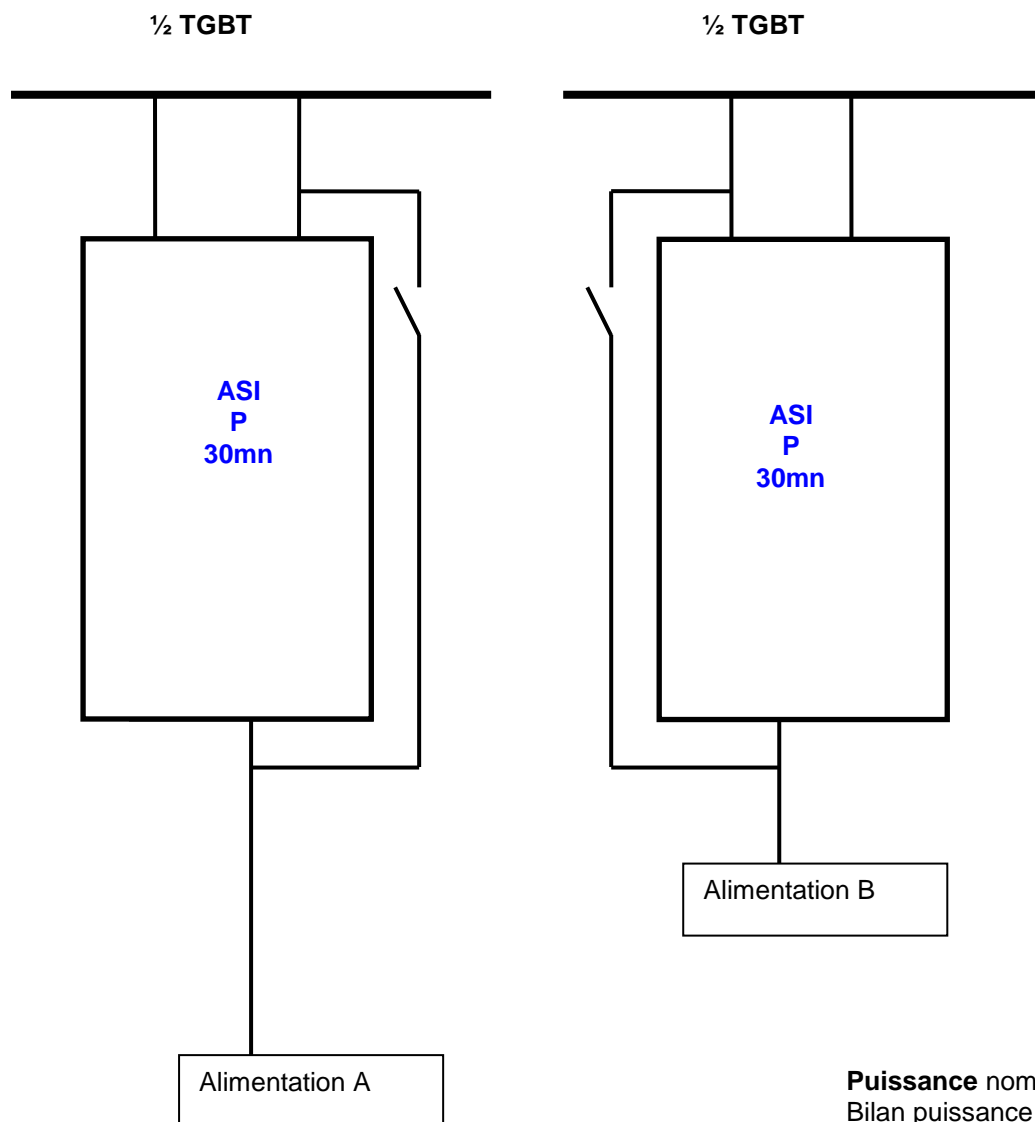 ½ TGBT
½ TGBT
ASI
P
30mn
ASI
P
30mn
Alimentation B
Alimentation A
Puissance nom
Bilan puissance